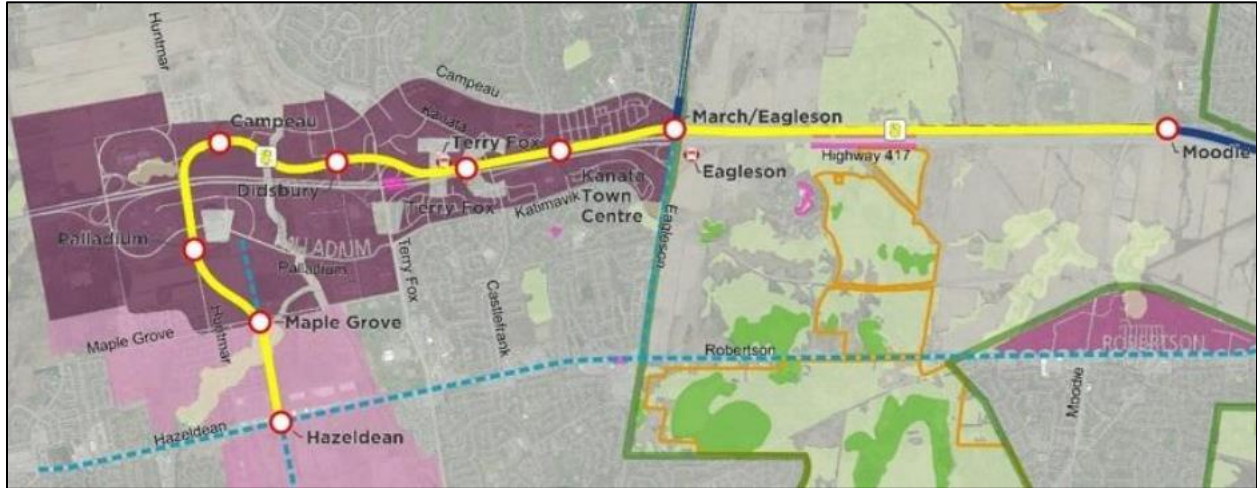 Huntmar
Campeau
Campeau
Kanata
Terry Fox
March/Eagleson
Highway 417
Moodie
Didsbury
Eagleson
Kanata
Town
Centre
Terry Fox
Katimavik
Eagleson
Palladium
PALLADIUM
Palladium
Terry Fox
Castlefrank
Huntmar
Maple Grove
Maple Grove
Robertson
ROBERTSON
Moodie
Hazeldean
Hazeldean